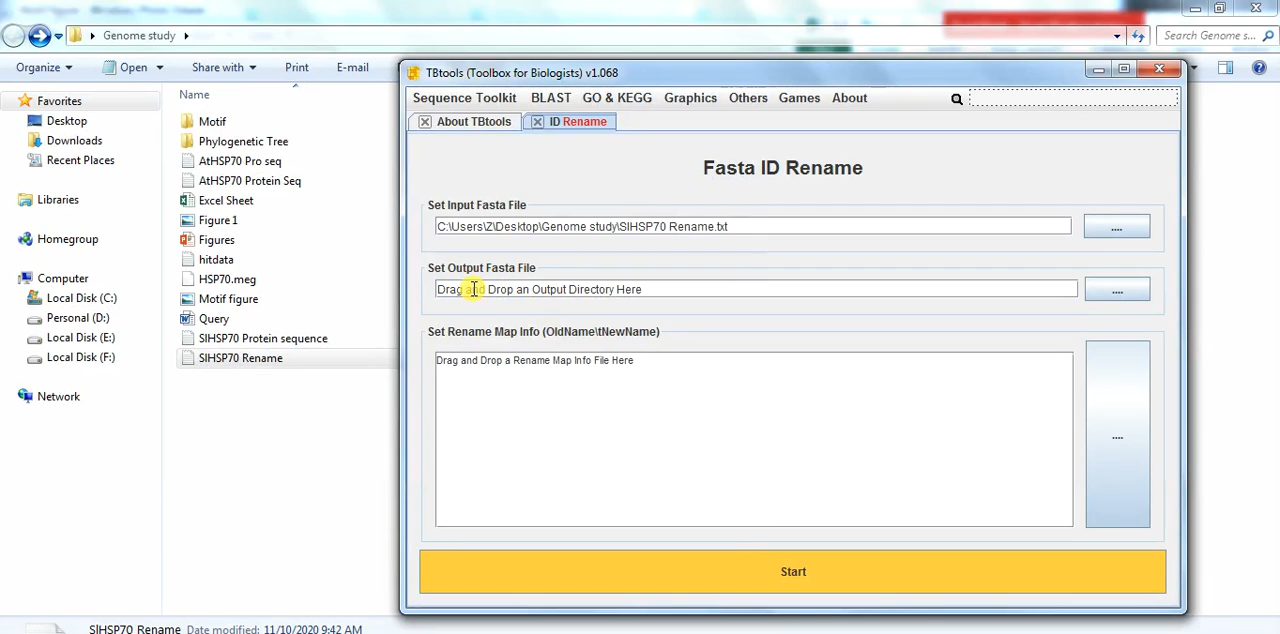 Genome study
Search Genome s...
Organize
Open
Share with
Print
E-mail
Favorites
Desktop
Downloads
Recent Places
Libraries
Homegroup
Computer
Local Disk (C:)
Personal (D:)
Local Disk (E:)
Local Disk (F:)
Network
Name
Motif
Phylogenetic Tree
AtHSP70 Pro seq
AtHSP70 Protein Seq
Excel Sheet
Figure 1
Figures
hitdata
HSP70.meg
Motif figure
Query
SlHSP70 Protein sequence
SlHSP70 Rename
TBtools (Toolbox for Biologists) v1.068
Sequence Toolkit BLAST GO & KEGG Graphics Others Games About
About TBtools
ID Rename
Fasta ID Rename
Set Input Fasta File
C:\Users\Z\Desktop\Genome study\SlHSP70 Rename.txt
....
Set Output Fasta File
Drag and Drop an Output Directory Here
....
Set Rename Map Info (OldName\tNewName)
Drag and Drop a Rename Map Info File Here
....
Start
SlHSP70 Rename Date modified: 11/10/2020 9:42 AM